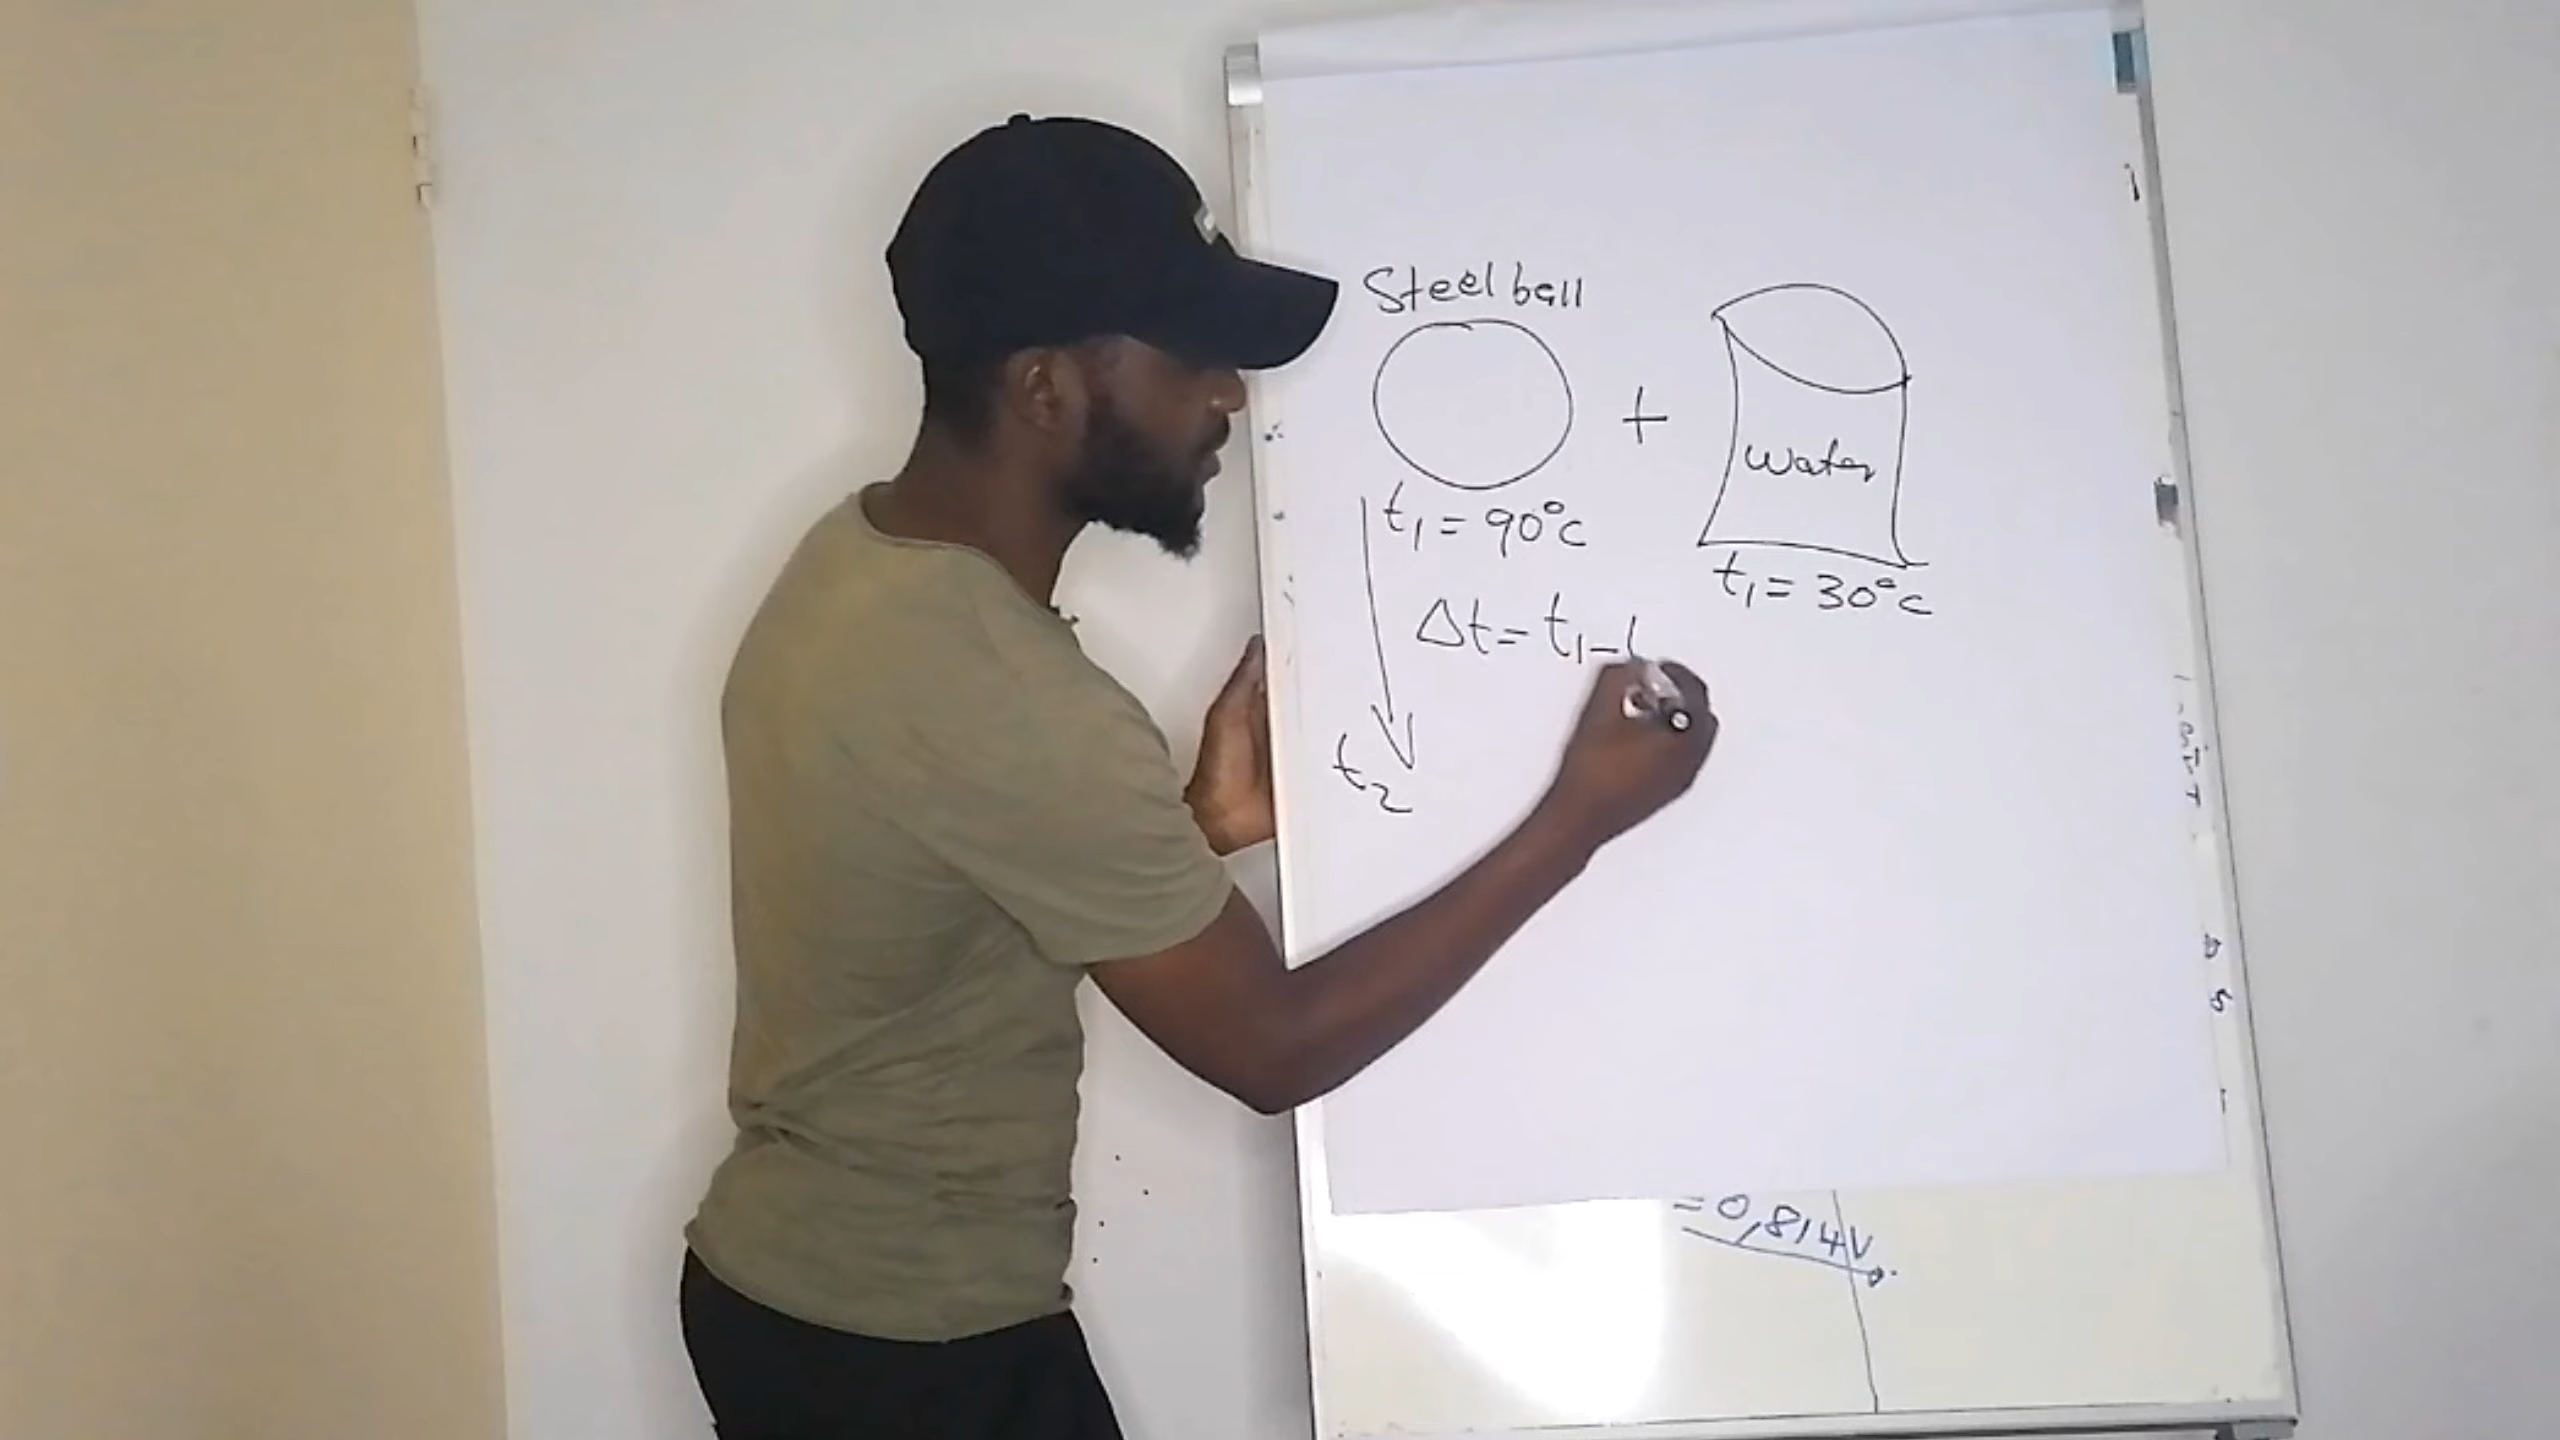 Steel ball
+
water
t₁ = 90°c
t₁ = 30°c
Δt = t₁ –
t₂
= 0,814V